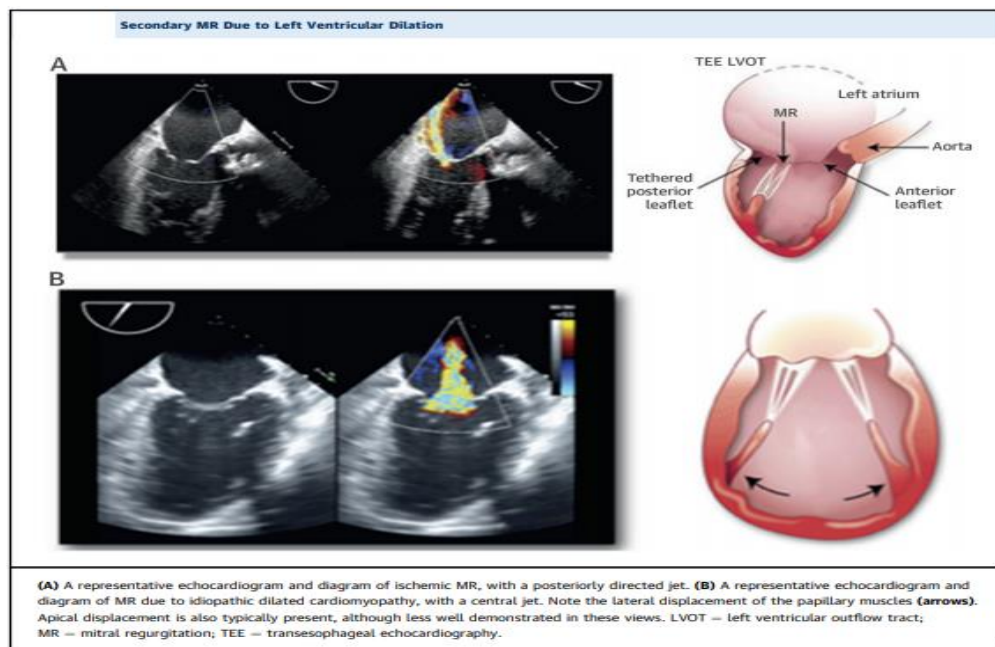 Secondary MR Due to Left Ventricular Dilation
A
TEE LVOT
Left atrium
MR
Aorta
Tethered
posterior
leaflet
Anterior
leaflet
B
(A) A representative echocardiogram and diagram of ischemic MR, with a posteriorly directed jet. (B) A representative echocardiogram and
diagram of MR due to idiopathic dilated cardiomyopathy, with a central jet. Note the lateral displacement of the papillary muscles (arrows).
Apical displacement is also typically present, although less well demonstrated in these views. LVOT = left ventricular outflow tract;
MR = mitral regurgitation; TEE = transesophageal echocardiography.